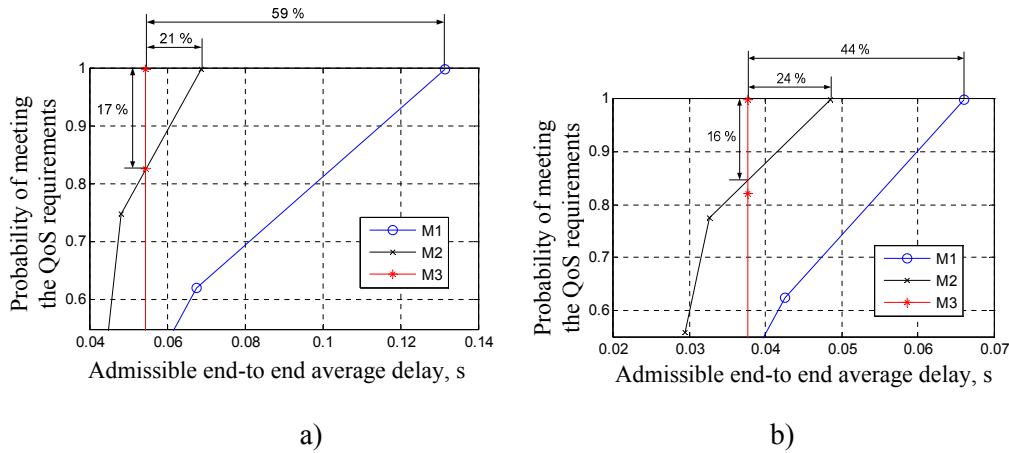 59 %
21 %
17 %
1
0.9
0.8
0.7
0.6
0.04
0.06
0.08
0.1
0.12
0.14
Probability of meeting
the QoS requirements
M1
M2
M3
Admissible end-to end average delay, s
a)
44 %
24 %
16 %
1
0.9
0.8
0.7
0.6
0.02
0.03
0.04
0.05
0.06
0.07
Probability of meeting
the QoS requirements
M1
M2
M3
Admissible end-to end average delay, s
b)